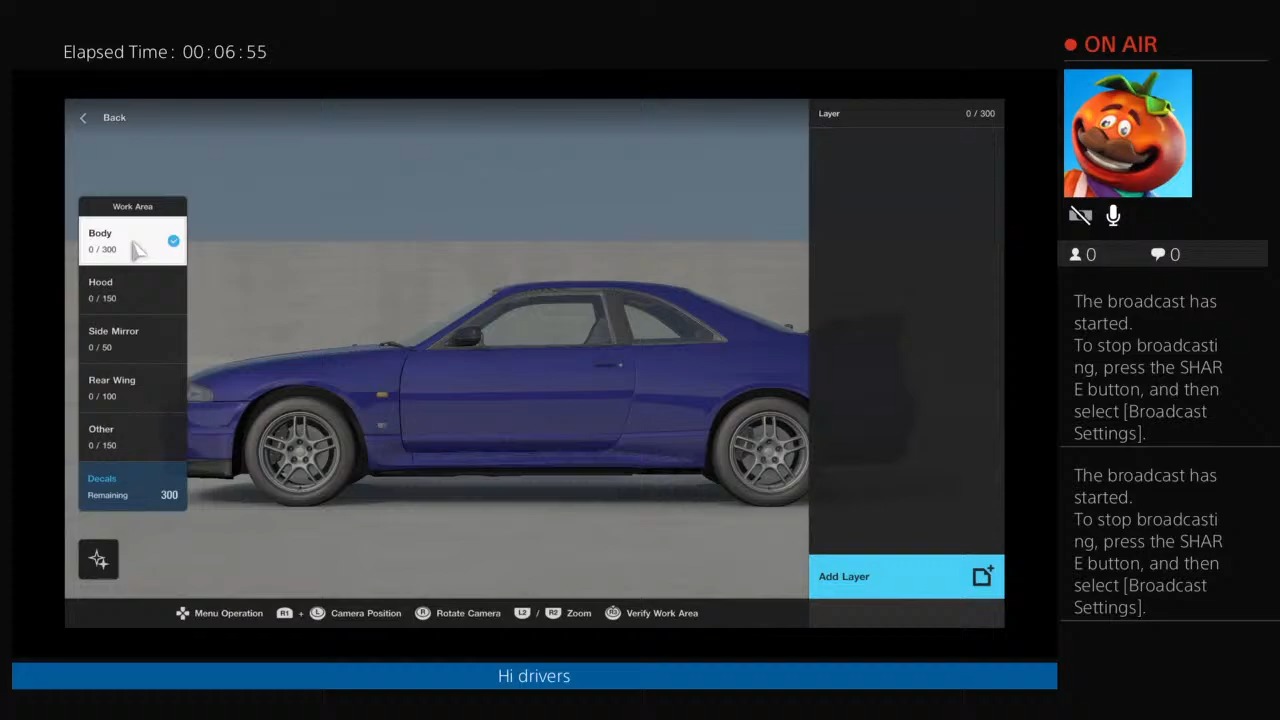 Elapsed Time: 00:06:55
ON AIR
Back
Layer 0 / 300
Work Area
Body
0 / 300
Hood
0 / 150
Side Mirror
0 / 50
Rear Wing
0 / 100
Other
0 / 150
Decals
Remaining 300
Add Layer
Menu Operation R1 + L Camera Position R Rotate Camera L2 / R2 Zoom R3 Verify Work Area
0 0
The broadcast has
started.
To stop broadcasti
ng, press the SHAR
E button, and then
select [Broadcast
Settings].
The broadcast has
started.
To stop broadcasti
ng, press the SHAR
E button, and then
select [Broadcast
Settings].
Hi drivers